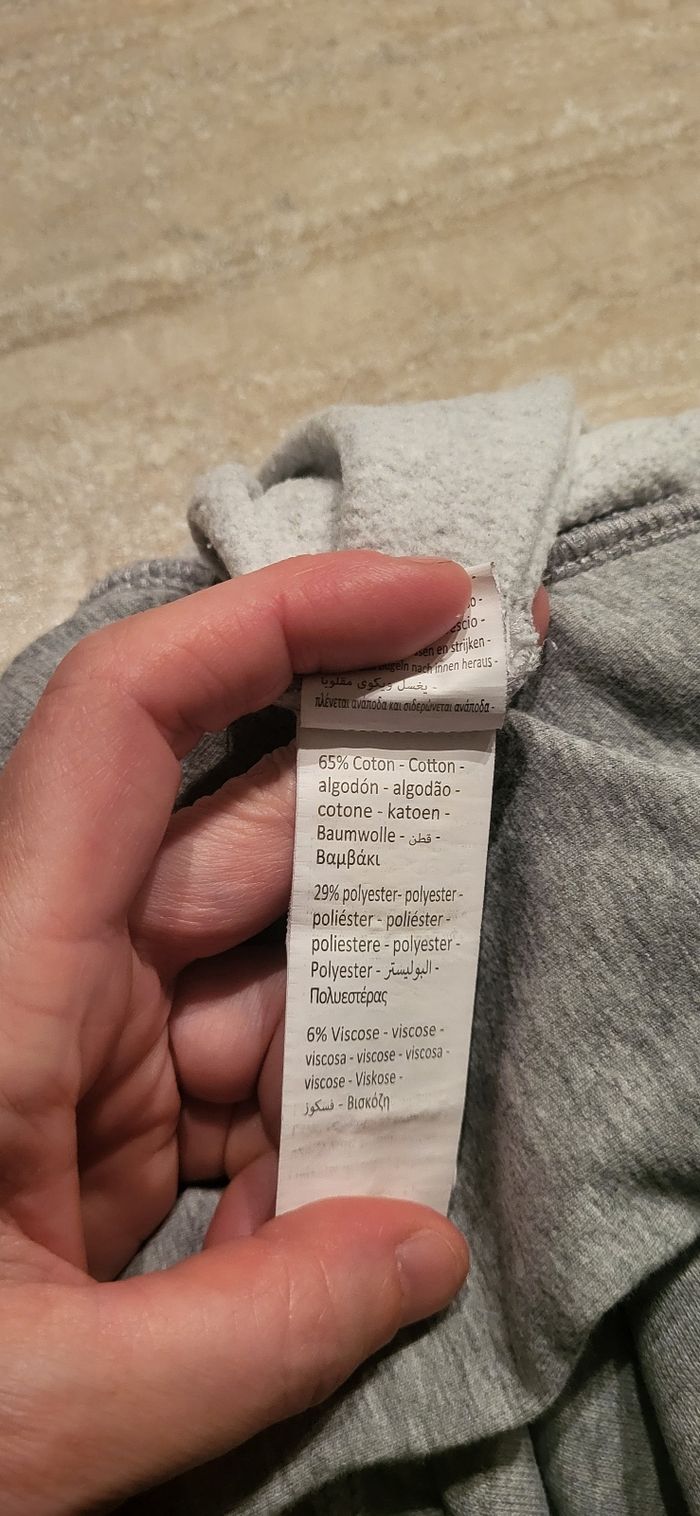 escio -
en strijken -
nach innen heraus -
يغسل ويكوى مقلوبا -
πλένεται ανάποδα και σιδερώνεται ανάποδα -
65% Coton - Cotton -
algodón - algodão -
cotone - katoen -
Baumwolle - قطن -
Βαμβάκι
29% polyester- polyester -
poliéster - poliéster -
poliestere - polyester -
Polyester - البوليستر -
Πολυεστέρας
6% Viscose - viscose -
viscosa - viscose - viscosa -
viscose - Viskose -
فسكوز - Βισκόζη